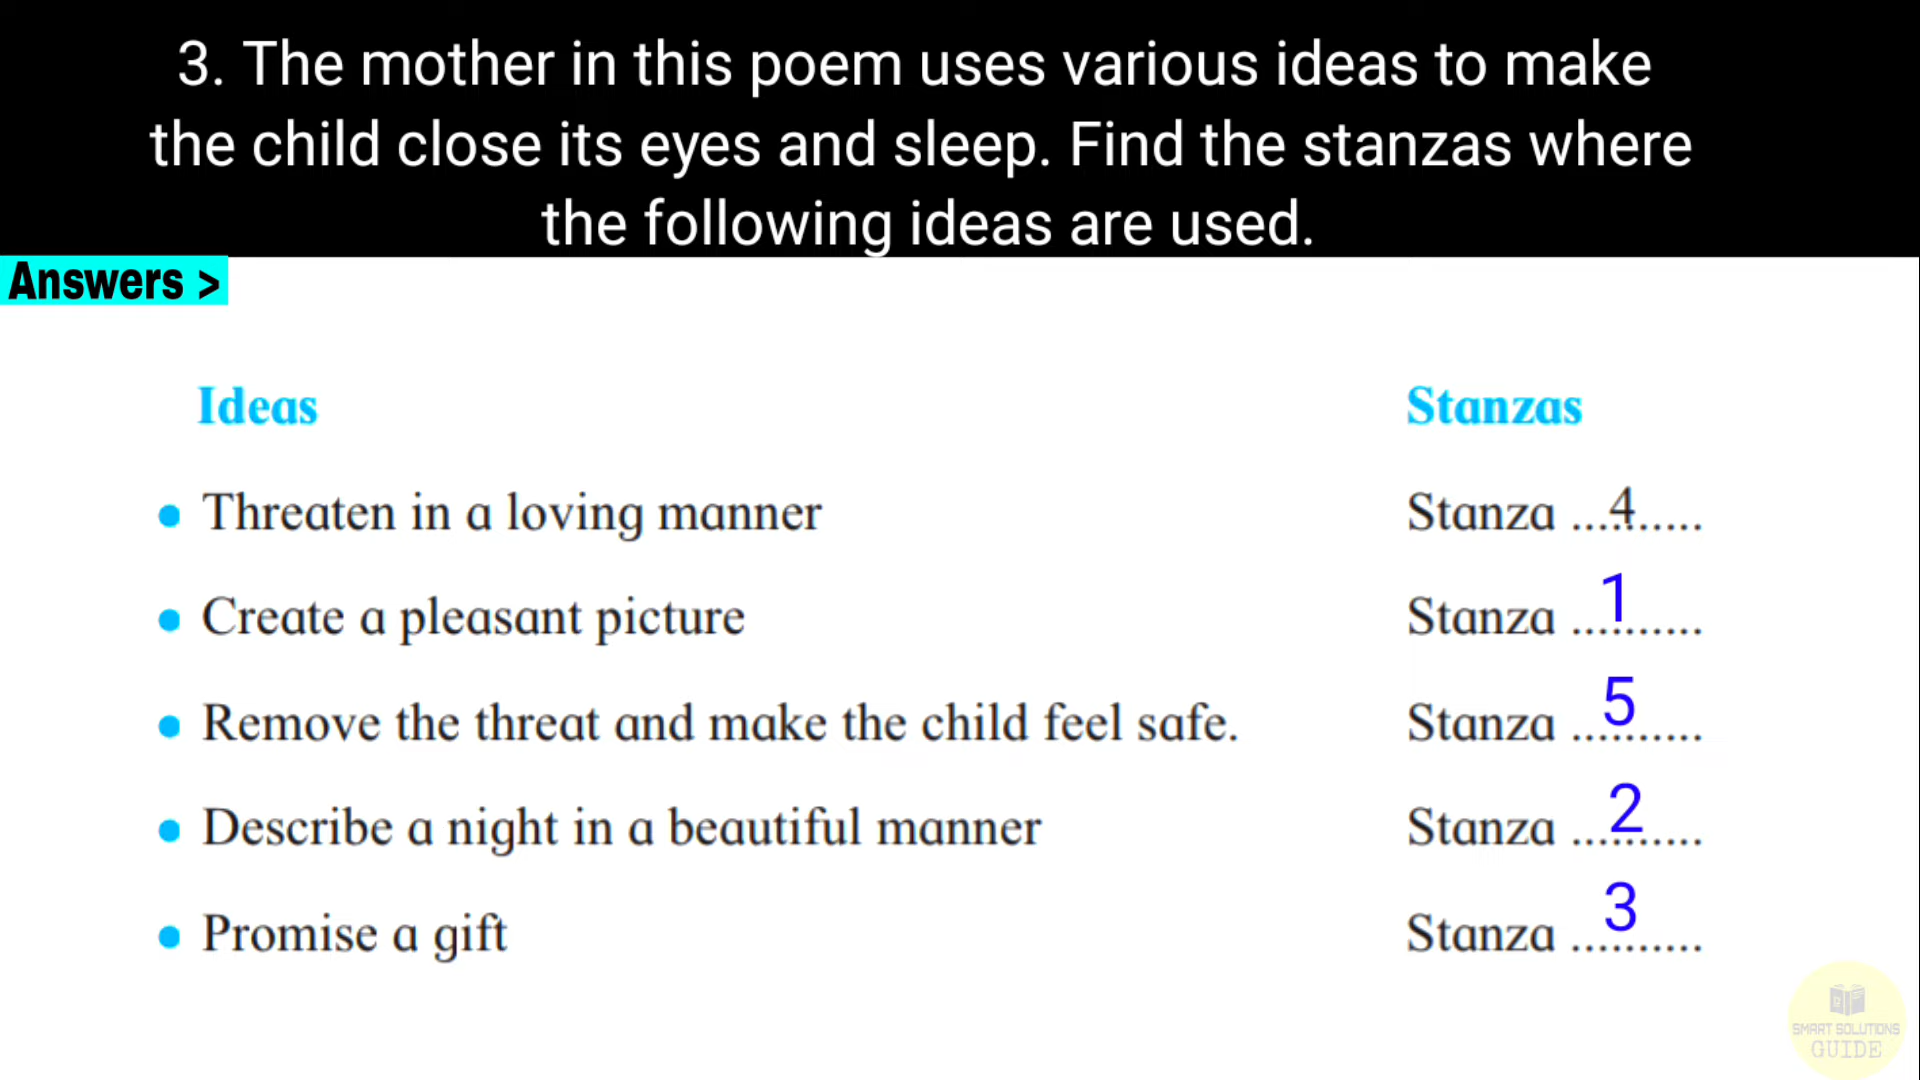 3. The mother in this poem uses various ideas to make
the child close its eyes and sleep. Find the stanzas where
the following ideas are used.
Answers >
Ideas Stanzas
• Threaten in a loving manner Stanza ...4......
• Create a pleasant picture Stanza ...1......
• Remove the threat and make the child feel safe. Stanza ...5......
• Describe a night in a beautiful manner Stanza ...2......
• Promise a gift Stanza ...3......
SMART SOLUTIONS
GUIDE